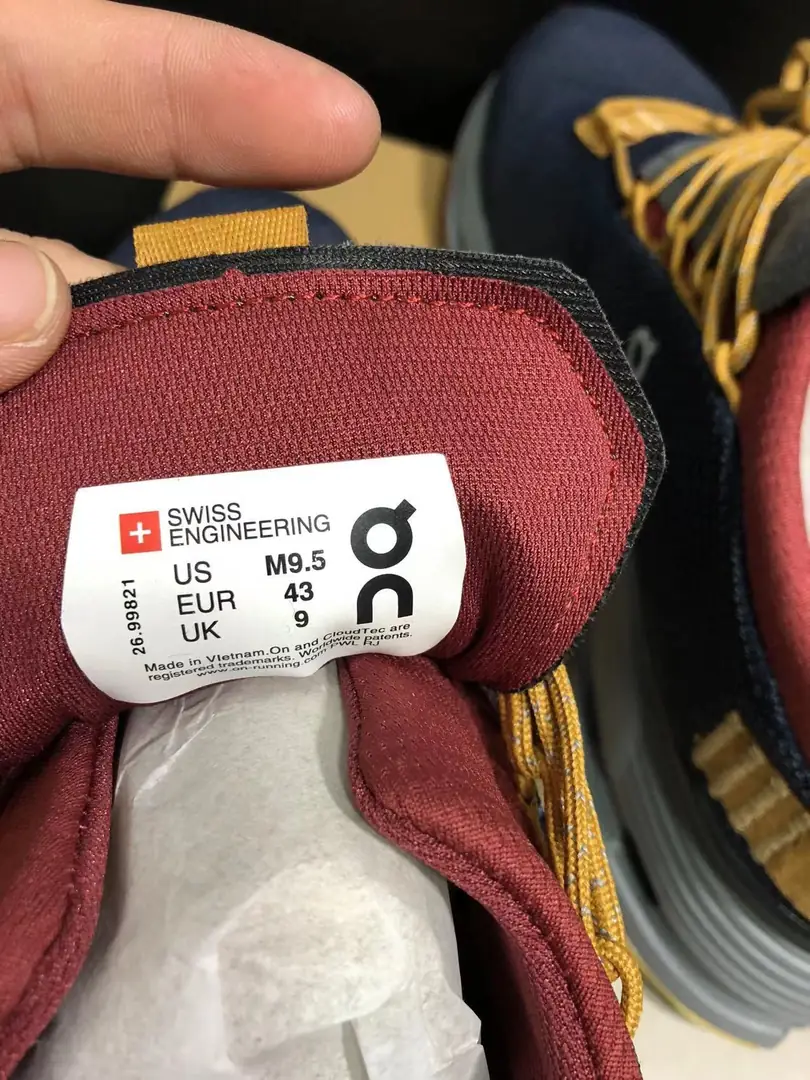 SWISS
ENGINEERING
US M9.5
EUR 43
UK 9
26.99821
Made in VIetnam.On and CloudTec are
registered trademarks. Worldwide patents.
www.on-running.com PWL RJ